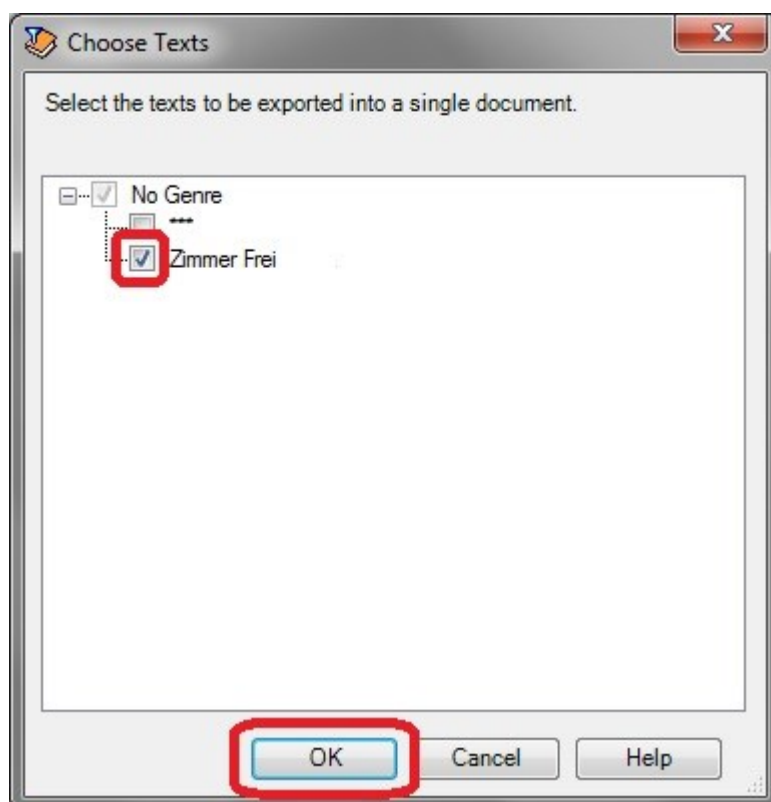 Choose Texts
Select the texts to be exported into a single document.
No Genre
***
Zimmer Frei
OK Cancel Help